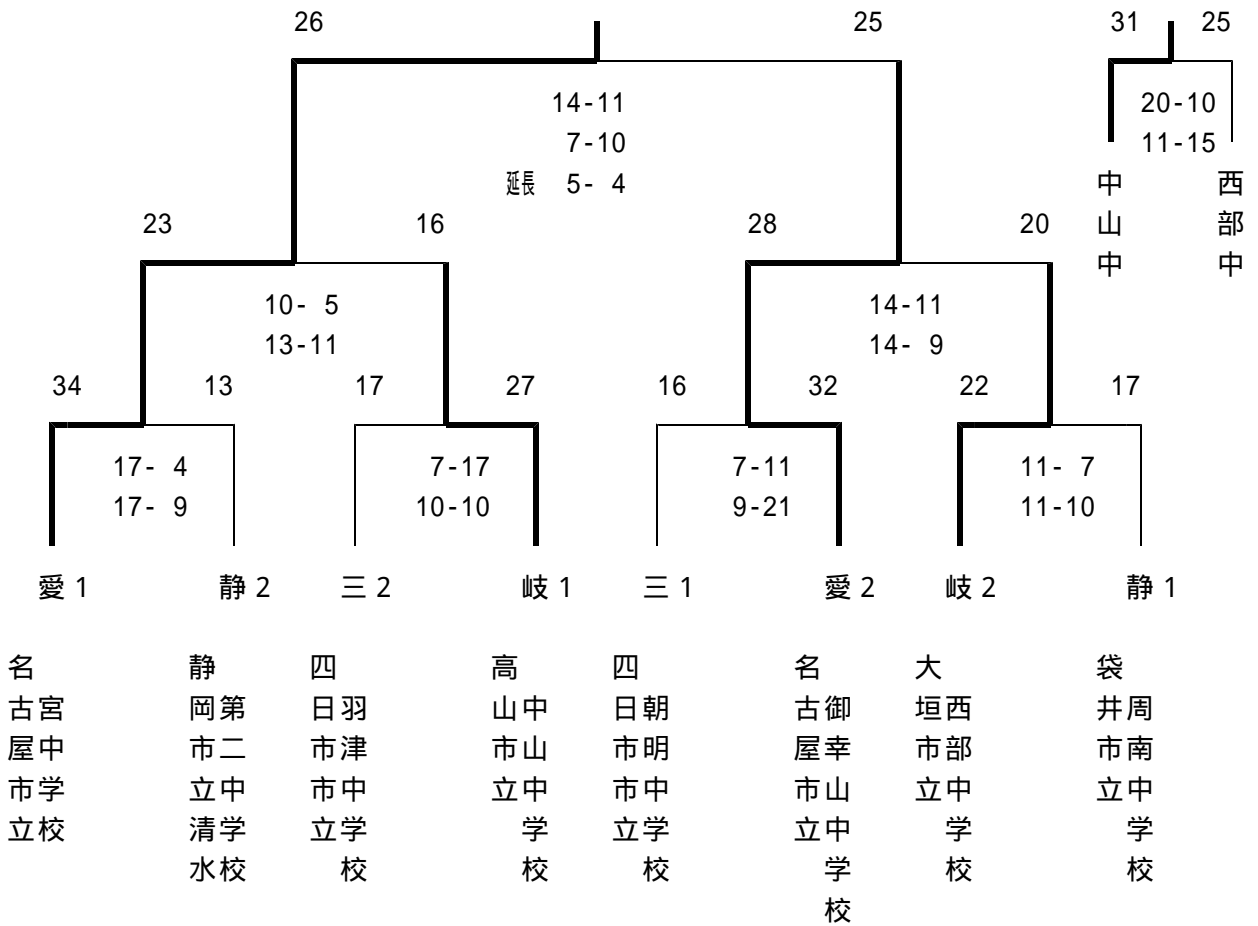 26 25 31 25
14-11
7-10
延長 5- 4
20-10
11-15
中山中
西部中
23 16 28 20
10- 5
13-11
14-11
14- 9
34 13 17 27 16 32 22 17
17- 4
17- 9
7-17
10-10
7-11
9-21
11- 7
11-10
愛1 静2 三2 岐1 三1 愛2 岐2 静1
名古屋市立
宮中学校
静岡市立清水
第二中学校
四日市市立
羽津中学校
高山市立
中山中学校
四日市市立
朝明中学校
名古屋市立
御幸山中学校
大垣市立
西部中学校
袋井市立
周南中学校